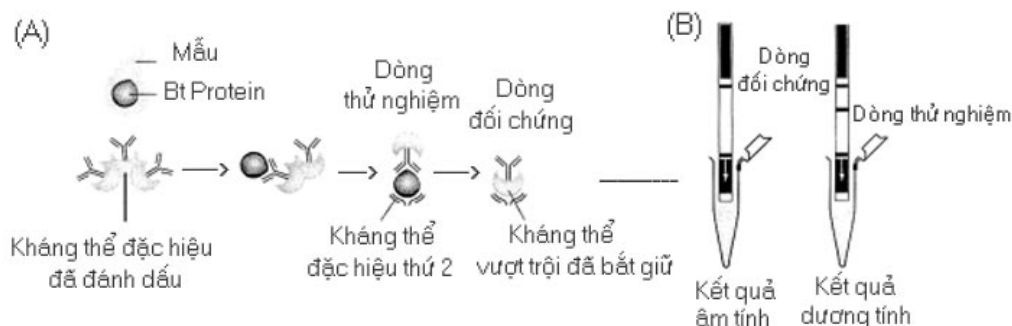 (A)
Mẫu
Bt Protein
Kháng thể đặc hiệu
đã đánh dấu
Dòng
thử nghiệm
Kháng thể
đặc hiệu thứ 2
Dòng
đối chứng
Kháng thể
vượt trội đã bắt giữ
(B)
Dòng
đối chứng
Dòng thử nghiệm
Kết quả
âm tính
Kết quả
dương tính